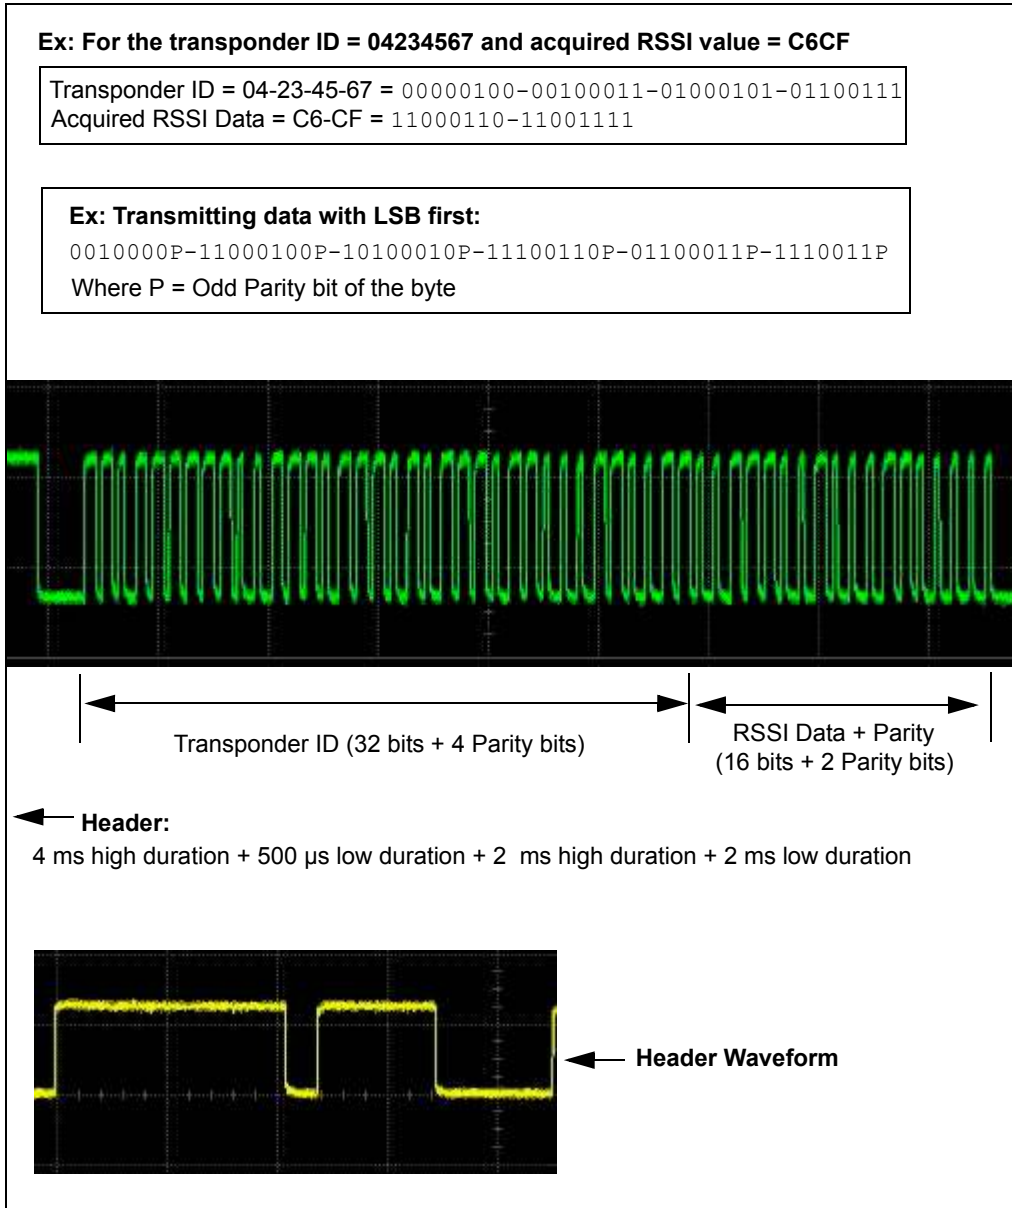 Ex: For the transponder ID = 04234567 and acquired RSSI value = C6CF
Transponder ID = 04-23-45-67 = 00000100-00100011-01000101-01100111
Acquired RSSI Data = C6-CF = 11000110-11001111
Ex: Transmitting data with LSB first:
0010000P-11000100P-10100010P-11100110P-01100011P-1110011P
Where P = Odd Parity bit of the byte
Transponder ID (32 bits + 4 Parity bits)
RSSI Data + Parity
(16 bits + 2 Parity bits)
Header:
4 ms high duration + 500 µs low duration + 2 ms high duration + 2 ms low duration
Header Waveform